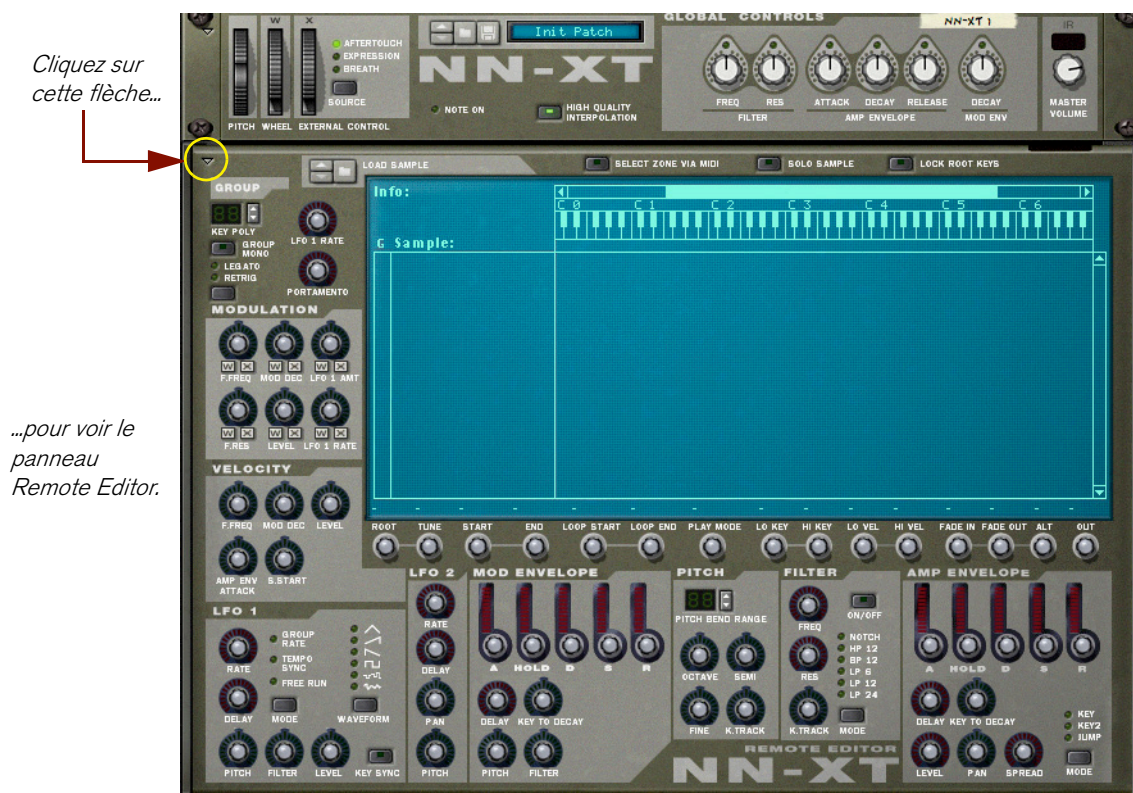 Cliquez sur
cette flèche...
...pour voir le
panneau
Remote Editor.
W X
AFTERTOUCH
EXPRESSION
BREATH
SOURCE
PITCH WHEEL EXTERNAL CONTROL
Init Patch
NN-XT
NOTE ON
HIGH QUALITY
INTERPOLATION
GLOBAL CONTROLS
NN-XT 1
FREQ RES ATTACK DECAY RELEASE DECAY
FILTER AMP ENVELOPE MOD ENV
IR
MASTER
VOLUME
LOAD SAMPLE
SELECT ZONE VIA MIDI
SOLO SAMPLE
LOCK ROOT KEYS
GROUP
KEY POLY
GROUP
MONO
LEGATO
RETRIG
LFO 1 RATE
PORTAMENTO
Info:
C 0 C 1 C 2 C 3 C 4 C 5 C 6
G Sample:
MODULATION
W X W X W X
F.FREQ MOD DEC LFO 1 AMT
W X W X W X
F.RES LEVEL LFO 1 RATE
VELOCITY
F.FREQ MOD DEC LEVEL
AMP ENV
ATTACK
S.START
- - - - - - - - - - - - - - -
ROOT TUNE START END LOOP START LOOP END PLAY MODE LO KEY HI KEY LO VEL HI VEL FADE IN FADE OUT ALT OUT
LFO 1
RATE
GROUP
RATE
TEMPO
SYNC
FREE RUN
DELAY MODE WAVEFORM
PITCH FILTER LEVEL KEY SYNC
LFO 2
RATE
DELAY
PAN
PITCH
MOD ENVELOPE
A HOLD D S R
DELAY KEY TO DECAY
PITCH FILTER
PITCH
PITCH BEND RANGE
OCTAVE SEMI
FINE K.TRACK
FILTER
FREQ
ON/OFF
RES
NOTCH
HP 12
BP 12
LP 6
LP 12
LP 24
K.TRACK MODE
AMP ENVELOPE
A HOLD D S R
DELAY KEY TO DECAY
KEY
KEY2
JUMP
LEVEL PAN SPREAD MODE
REMOTE EDITOR
NN-XT